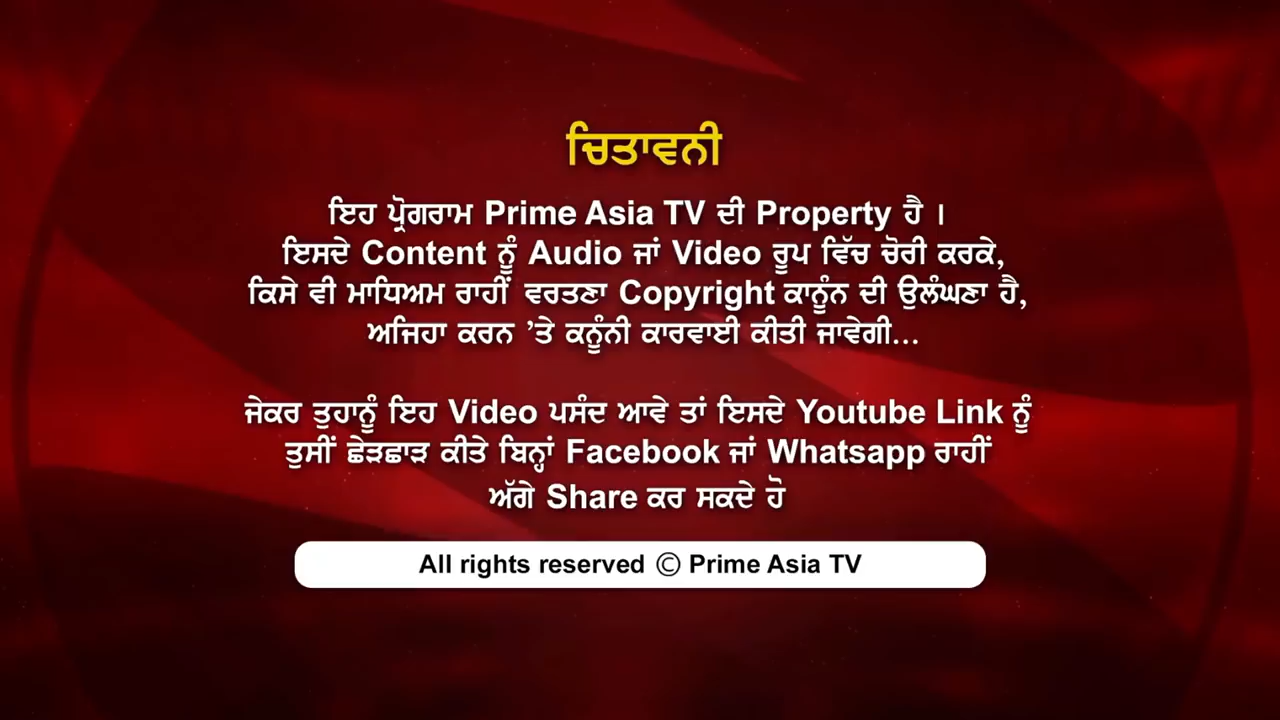 ਚਿਤਾਵਨੀ
ਇਹ ਪ੍ਰੋਗਰਾਮ Prime Asia TV ਦੀ Property ਹੈ ।
ਇਸਦੇ Content ਨੂੰ Audio ਜਾਂ Video ਰੂਪ ਵਿੱਚ ਚੋਰੀ ਕਰਕੇ,
ਕਿਸੇ ਵੀ ਮਾਧਿਅਮ ਰਾਹੀਂ ਵਰਤਣਾ Copyright ਕਾਨੂੰਨ ਦੀ ਉਲੰਘਣਾ ਹੈ,
ਅਜਿਹਾ ਕਰਨ ’ਤੇ ਕਨੂੰਨੀ ਕਾਰਵਾਈ ਕੀਤੀ ਜਾਵੇਗੀ...
ਜੇਕਰ ਤੁਹਾਨੂੰ ਇਹ Video ਪਸੰਦ ਆਵੇ ਤਾਂ ਇਸਦੇ Youtube Link ਨੂੰ
ਤੁਸੀਂ ਛੇੜਛਾੜ ਕੀਤੇ ਬਿਨ੍ਹਾਂ Facebook ਜਾਂ Whatsapp ਰਾਹੀਂ
ਅੱਗੇ Share ਕਰ ਸਕਦੇ ਹੋ
All rights reserved © Prime Asia TV